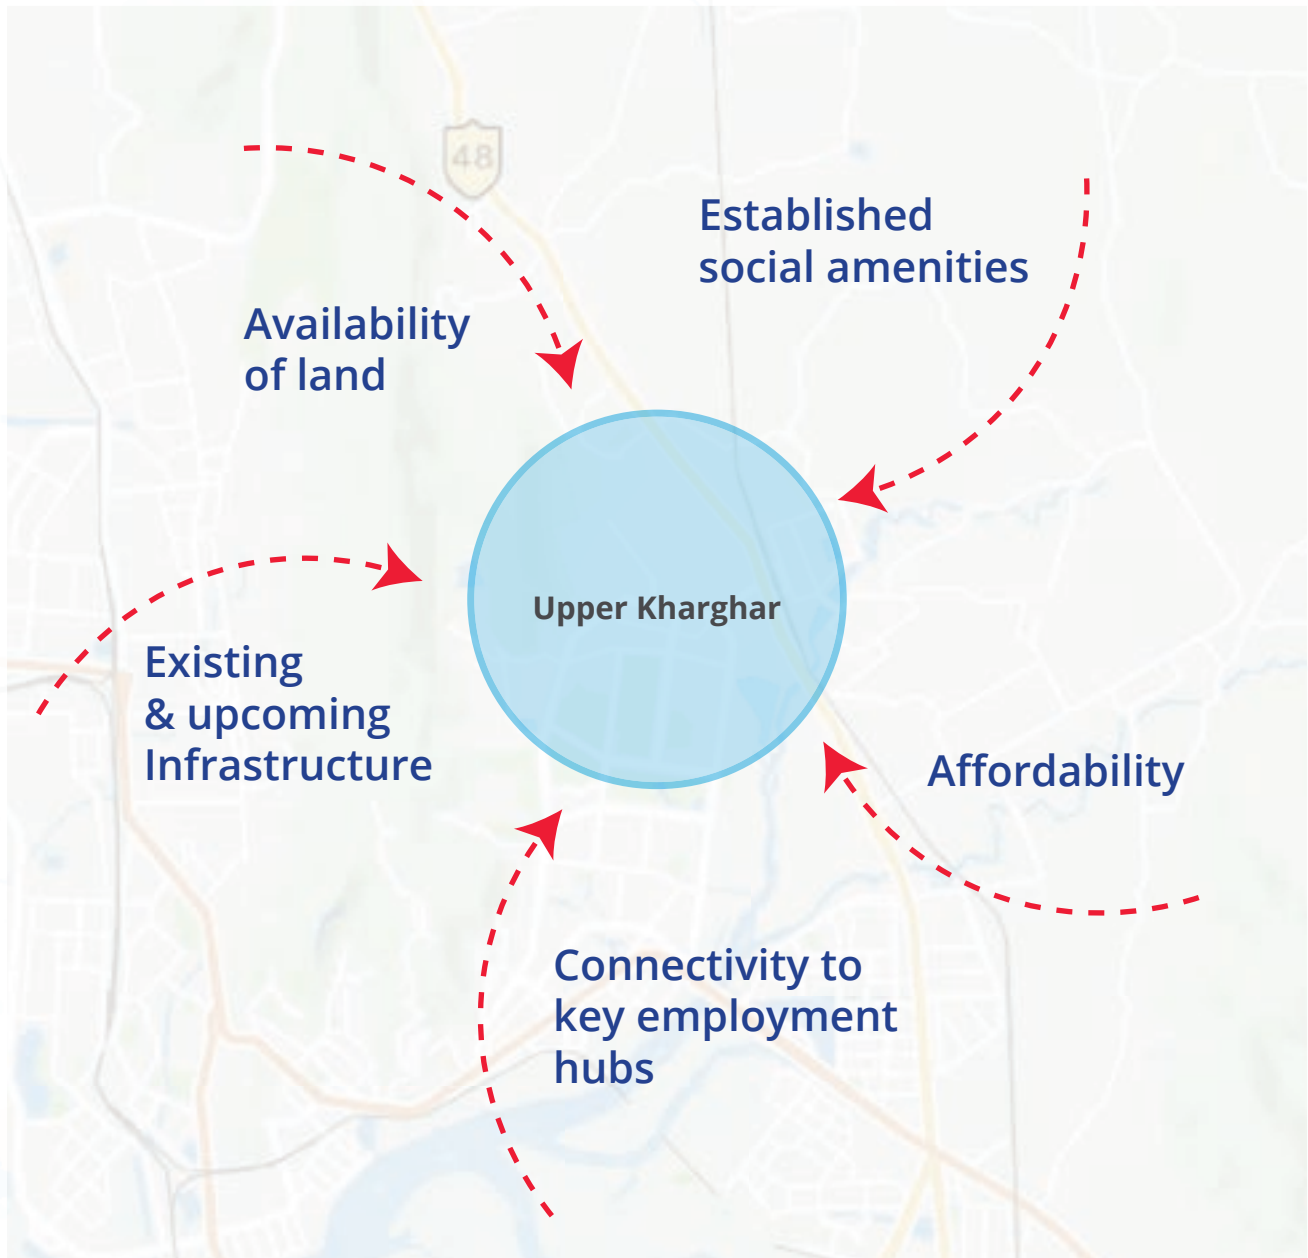 48
Established
social amenities
Availability
of land
Upper Kharghar
Existing
& upcoming
Infrastructure
Affordability
Connectivity to
key employment
hubs